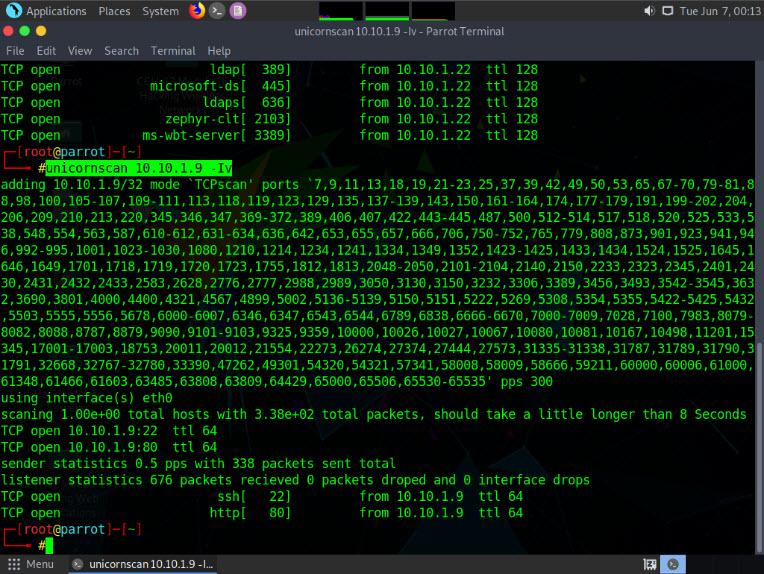 Applications Places System Tue Jun 7, 00:13
unicornscan 10.10.1.9 -Iv - Parrot Terminal
File Edit View Search Terminal Help
TCP open ldap[ 389] from 10.10.1.22 ttl 128
TCP open microsoft-ds[ 445] from 10.10.1.22 ttl 128
TCP open ldaps[ 636] from 10.10.1.22 ttl 128
TCP open zephyr-clt[ 2103] from 10.10.1.22 ttl 128
TCP open ms-wbt-server[ 3389] from 10.10.1.22 ttl 128
┌─[root@parrot]─[~]
└──╼ #unicornscan 10.10.1.9 -Iv
adding 10.10.1.9/32 mode `TCPscan' ports `7,9,11,13,18,19,21-23,25,37,39,42,49,50,53,65,67-70,79-81,8
8,98,100,105-107,109-111,113,118,119,123,129,135,137-139,143,150,161-164,174,177-179,191,199-202,204,
206,209,210,213,220,345,346,347,369-372,389,406,407,422,443-445,487,500,512-514,517,518,520,525,533,5
38,548,554,563,587,610-612,631-634,636,642,653,655,657,666,706,750-752,765,779,808,873,901,923,941,94
6,992-995,1001,1023-1030,1080,1210,1214,1234,1241,1334,1349,1352,1423-1425,1433,1434,1524,1525,1645,1
646,1649,1701,1718,1719,1720,1723,1755,1812,1813,2048-2050,2101-2104,2140,2150,2233,2323,2345,2401,24
30,2431,2432,2433,2583,2628,2776,2777,2988,2989,3050,3130,3150,3232,3306,3389,3456,3493,3542-3545,363
2,3690,3801,4000,4400,4321,4567,4899,5002,5136-5139,5150,5151,5222,5269,5308,5354,5355,5422-5425,5432
,5503,5555,5556,5678,6000-6007,6346,6347,6543,6544,6789,6838,6666-6670,7000-7009,7028,7100,7983,8079-
8082,8088,8787,8879,9090,9101-9103,9325,9359,10000,10026,10027,10067,10080,10081,10167,10498,11201,15
345,17001-17003,18753,20011,20012,21554,22273,26274,27374,27444,27573,31335-31338,31787,31789,31790,3
1791,32668,32767-32780,33390,47262,49301,54320,54321,57341,58008,58009,58666,59211,60000,60006,61000,
61348,61466,61603,63485,63808,63809,64429,65000,65506,65530-65535' pps 300
using interface(s) eth0
scaning 1.00e+00 total hosts with 3.38e+02 total packets, should take a little longer than 8 Seconds
TCP open 10.10.1.9:22 ttl 64
TCP open 10.10.1.9:80 ttl 64
sender statistics 0.5 pps with 338 packets sent total
listener statistics 676 packets recieved 0 packets droped and 0 interface drops
TCP open ssh[ 22] from 10.10.1.9 ttl 64
TCP open http[ 80] from 10.10.1.9 ttl 64
┌─[root@parrot]─[~]
└──╼ #
Menu unicornscan 10.10.1.9 -I...